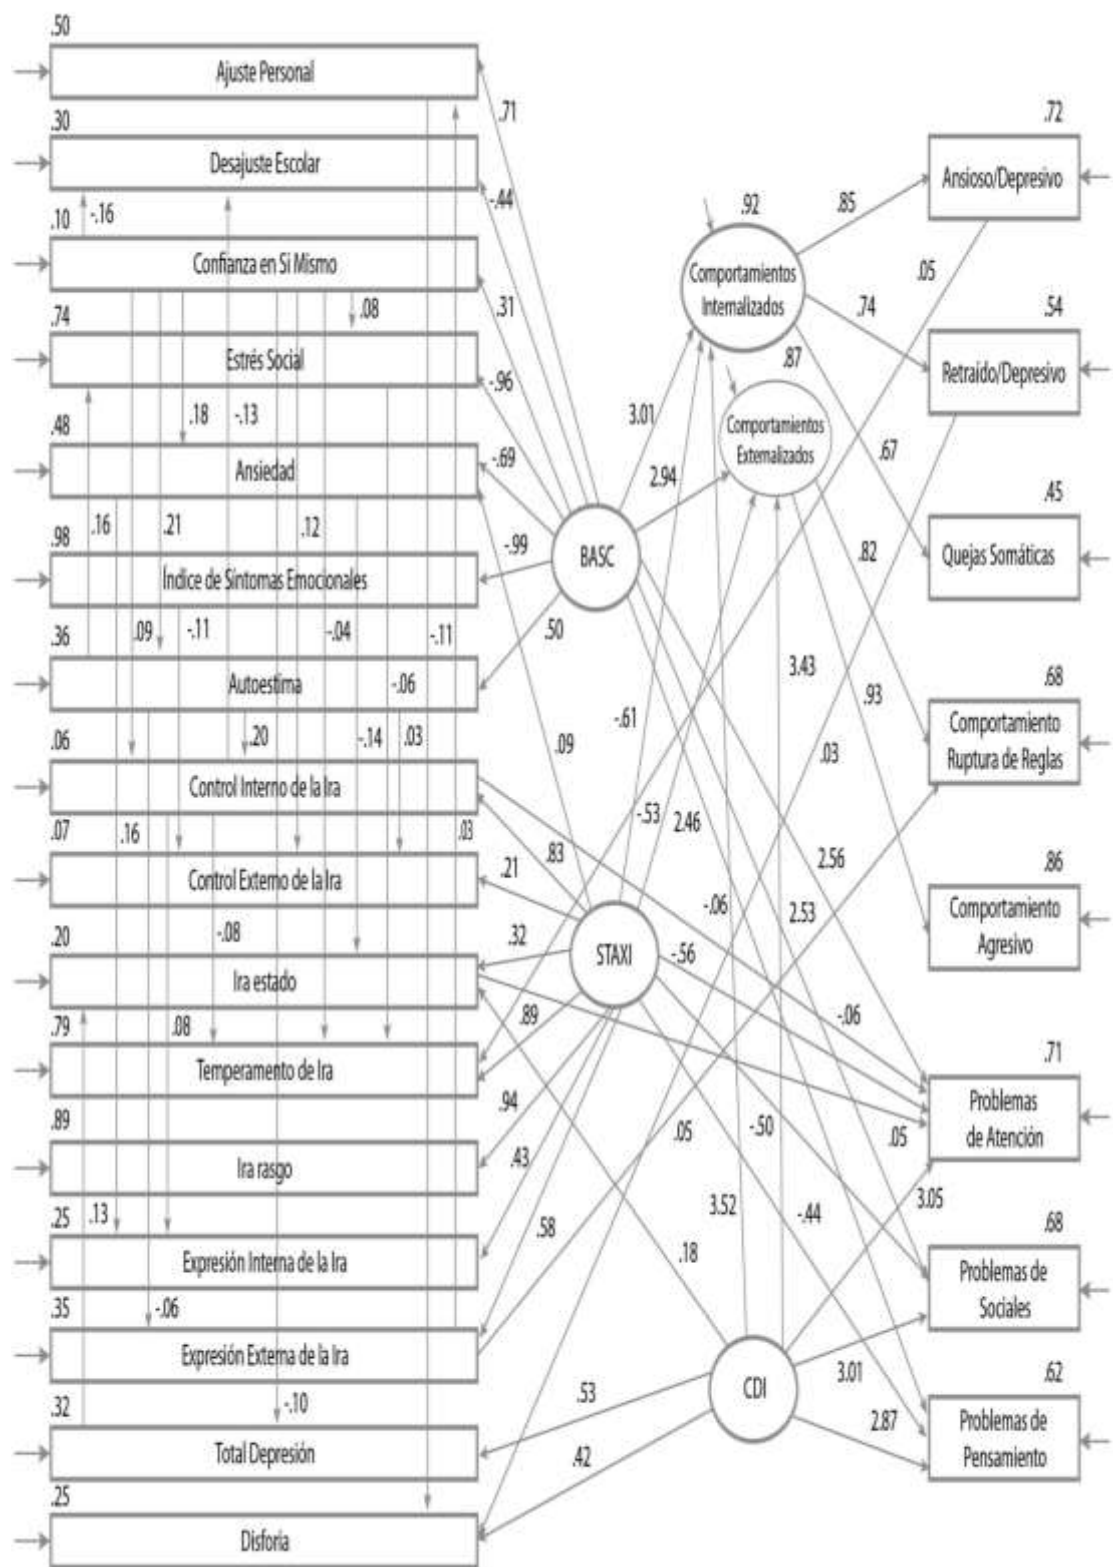 .50
Ajuste Personal
.71
.30
Desajuste Escolar
-.44
.10
-.16
Confianza en Si Mismo
.31
.74
.08
Estrés Social
-.96
.48
.18
-.13
Ansiedad
-.69
.98
.16
.21
.12
Índice de Síntomas Emocionales
-.99
.36
.09
-.11
-.04
-.11
Autoestima
-.06
.50
.06
.20
-.14
.03
Control Interno de la Ira
.07
.16
.03
.83
Control Externo de la Ira
.21
.20
-.08
Ira estado
.32
.79
.08
Temperamento de Ira
.89
.89
Ira rasgo
.94
.25
.13
Expresión Interna de la Ira
.43
.35
-.06
Expresión Externa de la Ira
.58
.32
-.10
Total Depresión
.53
.25
Disforia
.42
.92
Comportamientos
Internalizados
.87
Comportamientos
Externalizados
3.01
2.94
BASC
.09
-.61
-.53
2.46
3.43
.03
-.06
2.53
2.56
STAXI
-.56
-.06
.05
-.50
.05
3.52
-.44
3.05
.18
CDI
3.01
2.87
.85
.05
.74
.67
.82
.93
.72
Ansioso/Depresivo
.54
Retraído/Depresivo
.45
Quejas Somáticas
.68
Comportamiento
Ruptura de Reglas
.86
Comportamiento
Agresivo
.71
Problemas
de Atención
.68
Problemas de
Sociales
.62
Problemas de
Pensamiento